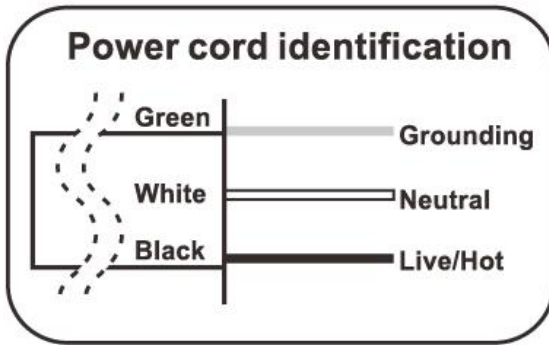 Power cord identification
Green
Grounding
White
Neutral
Black
Live/Hot